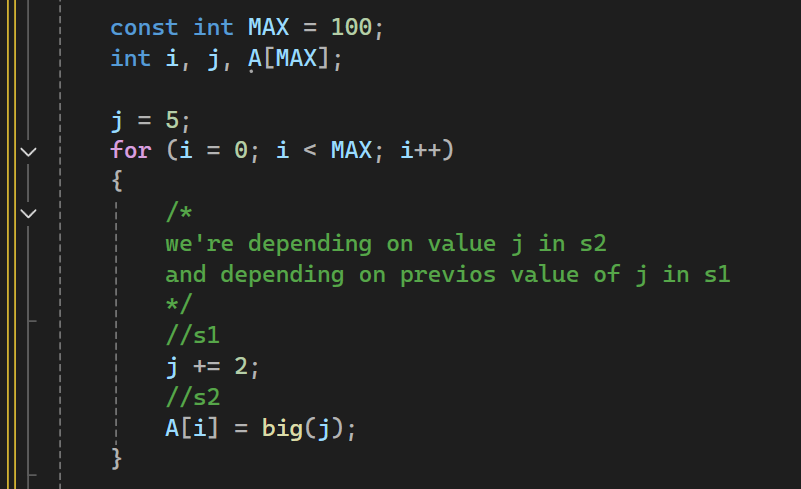 const int MAX = 100;
int i, j, A[MAX];
j = 5;
for (i = 0; i < MAX; i++)
{
/*
we're depending on value j in s2
and depending on previos value of j in s1
*/
//s1
j += 2;
//s2
A[i] = big(j);
}